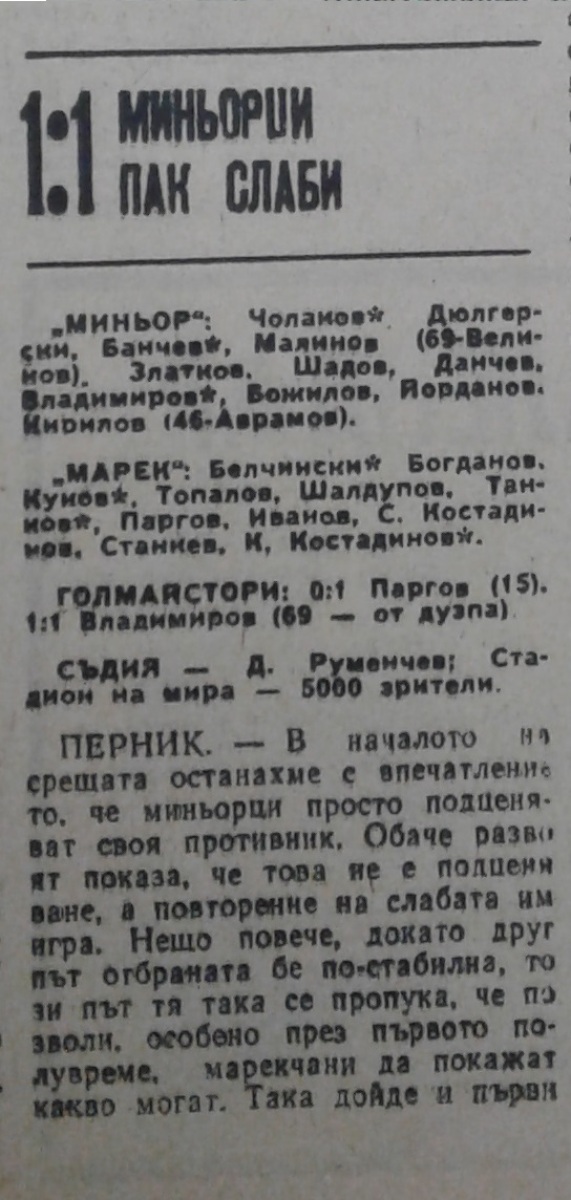 1:1 МИНЬОРЦИ
ПАК СЛАБИ
„МИНЬОР“: Чолаков☆ Дюлгер-
ски, Банчев☆, Малинов (69-Вели-
нов), Златков, Шадов, Данчев,
Владимиров☆, Божилов, Йорданов,
Кирилов (46-Аврамов).
„МАРЕК“: Белчински☆ Богданов,
Кунов☆, Топалов, Шалдупов, Тан-
ков☆, Паргов, Иванов, С. Костади-
нов, Станкев, К, Костадинов☆.
ГОЛМАЙСТОРИ: 0:1 Паргов (15).
1:1 Владимиров (69 — от дузпа)
СЪДИЯ — Д. Руменчев; Ста-
дион на мира — 5000 зрители.
ПЕРНИК. — В началото на
срещата останахме с впечатление
то, че миньорци просто подценя-
ват своя противник. Обаче разво
ят показа, че това не е подцени
ване, а повторение на слабата им
игра. Нещо повече, докато друг
път отбраната бе по-стабилна, то
зи път тя така се пропука, че по
зволи, особено през първото по-
лувреме, марекчани да покажат
какво могат. Така дойде и първи